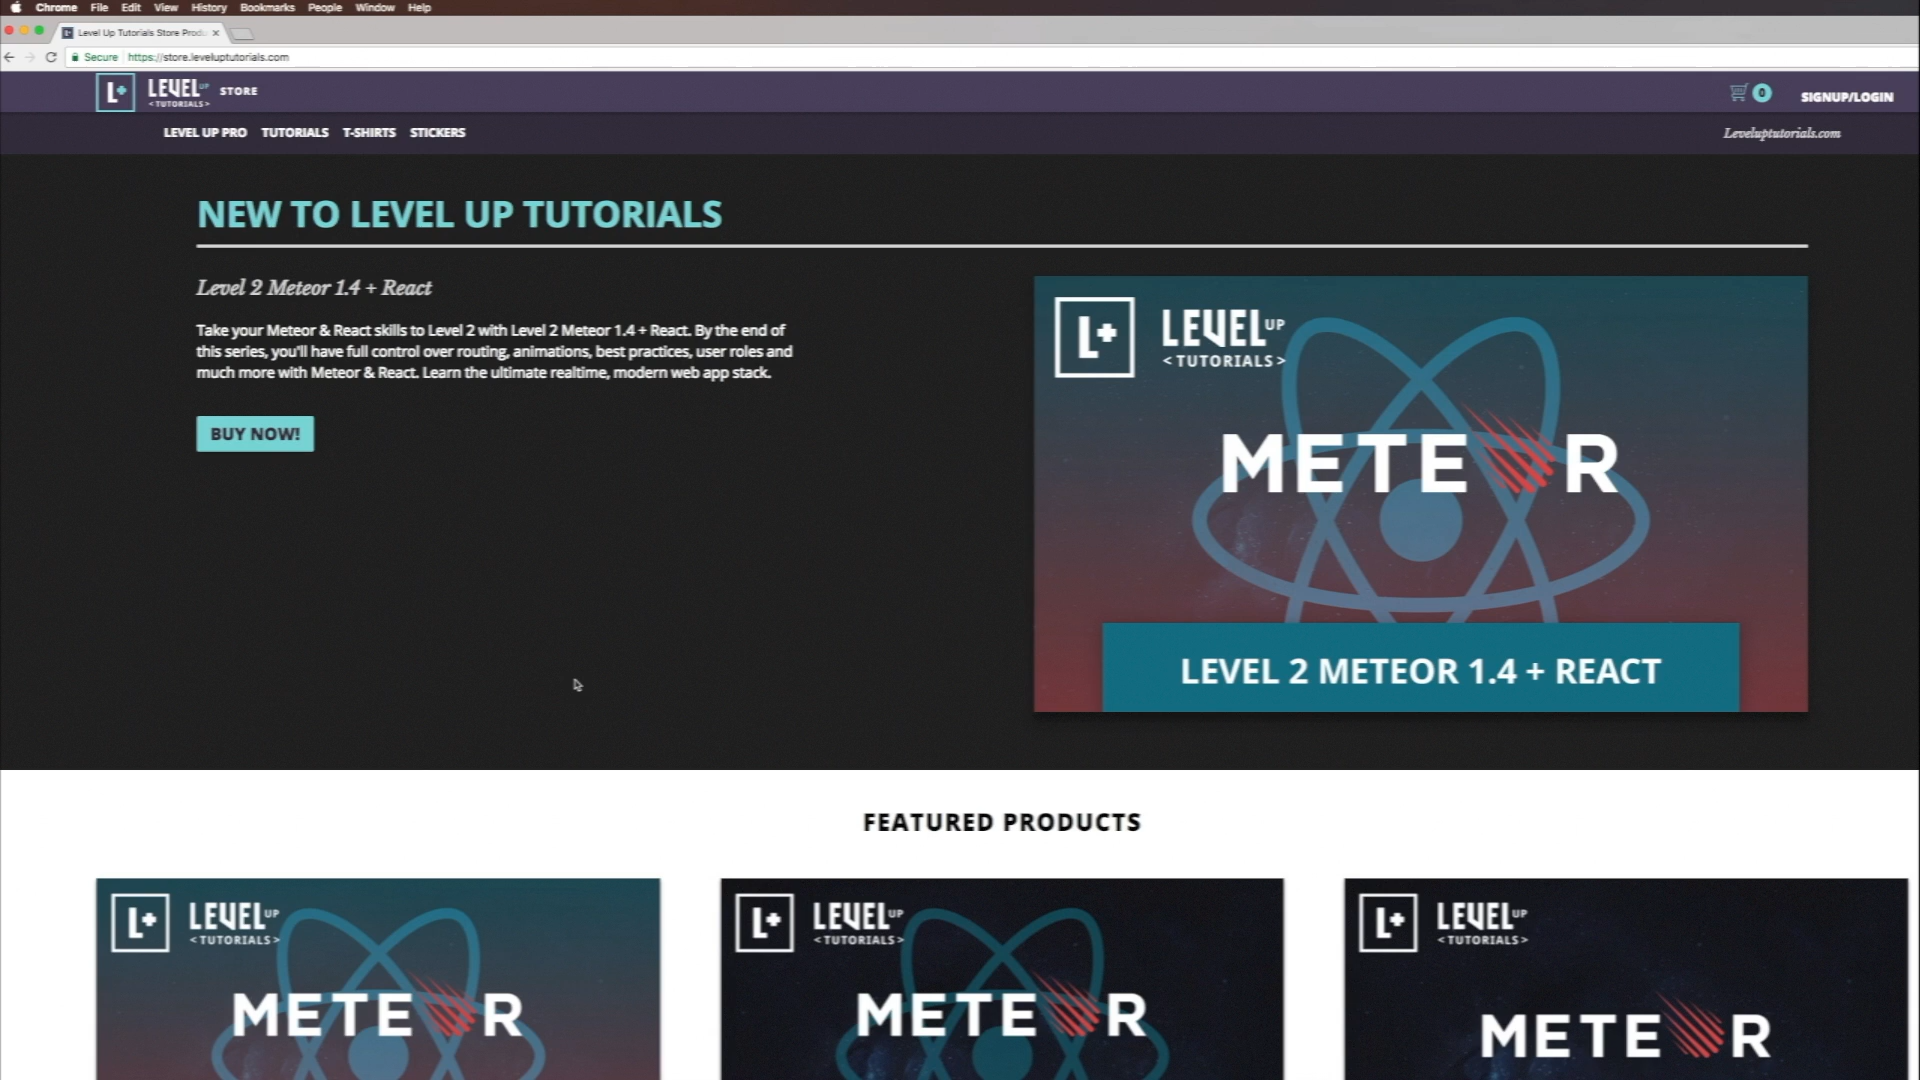 Chrome File Edit View History Bookmarks People Window Help
Level Up Tutorials Store Produ
Secure https://store.leveluptutorials.com
L+ LEVEL UP <TUTORIALS> STORE 0 SIGNUP/LOGIN
LEVEL UP PRO TUTORIALS T-SHIRTS STICKERS Leveluptutorials.com
NEW TO LEVEL UP TUTORIALS
Level 2 Meteor 1.4 + React
Take your Meteor & React skills to Level 2 with Level 2 Meteor 1.4 + React. By the end of
this series, you'll have full control over routing, animations, best practices, user roles and
much more with Meteor & React. Learn the ultimate realtime, modern web app stack.
BUY NOW!
L+ LEVEL UP
<TUTORIALS>
METEOR
LEVEL 2 METEOR 1.4 + REACT
FEATURED PRODUCTS
L+ LEVEL UP
<TUTORIALS>
METEOR
L+ LEVEL UP
<TUTORIALS>
METEOR
L+ LEVEL UP
<TUTORIALS>
METEOR